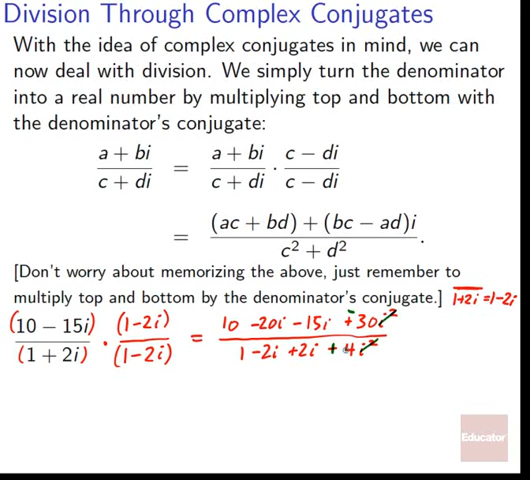 Division Through Complex Conjugates
With the idea of complex conjugates in mind, we can
now deal with division. We simply turn the denominator
into a real number by multiplying top and bottom with
the denominator's conjugate:
(a + bi)/(c + di) = (a + bi)/(c + di) · (c − di)/(c − di)
= ((ac + bd) + (bc − ad)i)/(c² + d²).
[Don't worry about memorizing the above, just remember to
multiply top and bottom by the denominator's conjugate.] 1+2i̅ = 1-2i
(10 − 15i)/(1 + 2i) · (1-2i)/(1-2i) = (10 -20i -15i +30i²)/(1 -2i +2i +4i²)
Educator